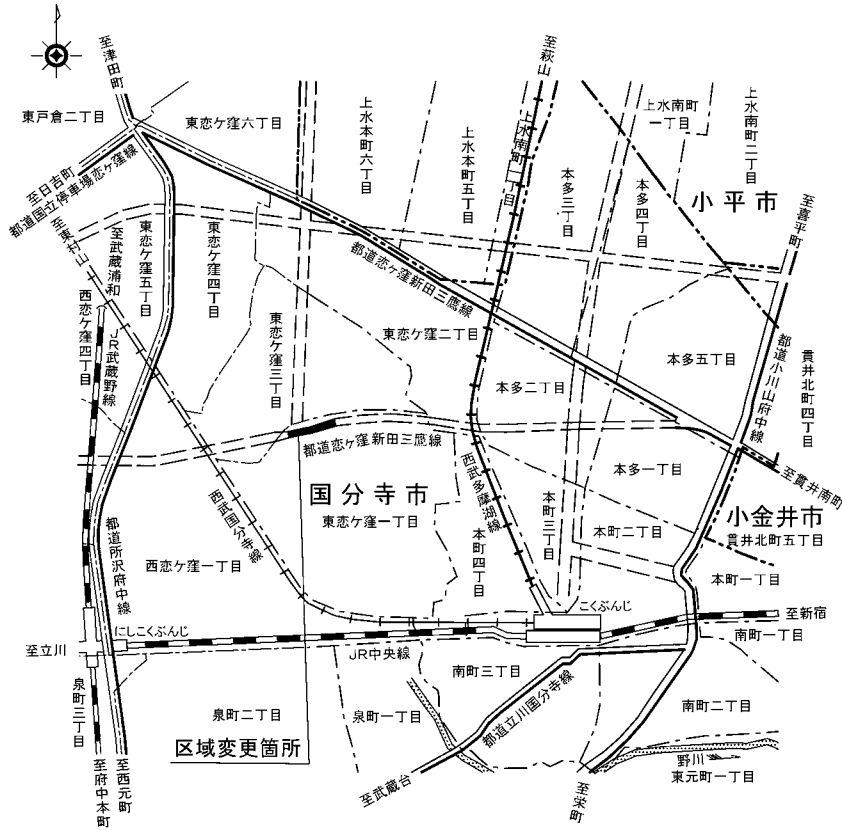 至津田町
至萩山
東戸倉二丁目
東恋ケ窪六丁目
上水本町六丁目
上水本町五丁目
上水南町一丁目
本多三丁目
上水南町
一丁目
上水南町二丁目
本多四丁目
小平市
至喜平町
至日吉町
都道国立停車場恋ケ窪線
至東村山
至武蔵浦和
東恋ケ窪五丁目
東恋ケ窪四丁目
都道恋ケ窪新田三鷹線
西恋ケ窪四丁目
JR武蔵野線
東恋ケ窪三丁目
東恋ケ窪二丁目
本多二丁目
本多五丁目
都道小川山府中線
貫井北町四丁目
都道恋ケ窪新田三鷹線
西武国分寺線
西武多摩湖線
国分寺市
東恋ケ窪一丁目
本多一丁目
至貫井南町
小金井市
貫井北町五丁目
本町三丁目
本町二丁目
本町四丁目
都道所沢府中線
西恋ケ窪一丁目
本町一丁目
こくぶんじ
至新宿
にしこくぶんじ
至立川
JR中央線
南町一丁目
南町三丁目
泉町三丁目
泉町二丁目
泉町一丁目
都道立川国分寺線
南町二丁目
区域変更箇所
野川
東元町一丁目
至府中本町
至西元町
至武蔵台
至栄町